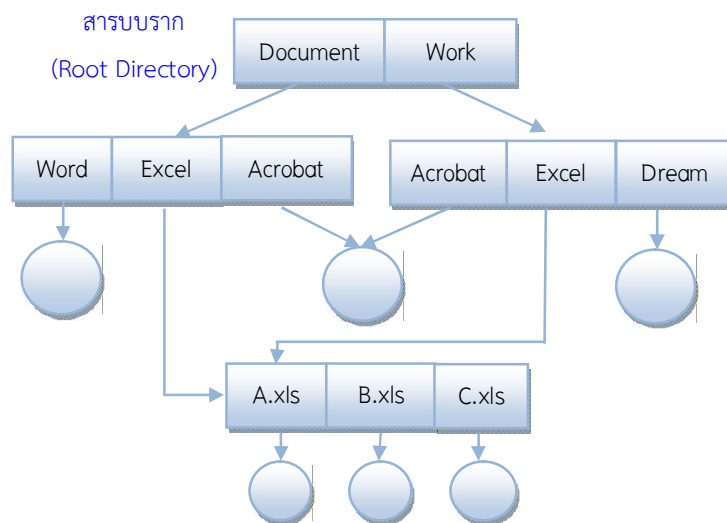 สารบบราก
(Root Directory)
Document Work
Word Excel Acrobat
Acrobat Excel Dream
A.xls B.xls C.xls